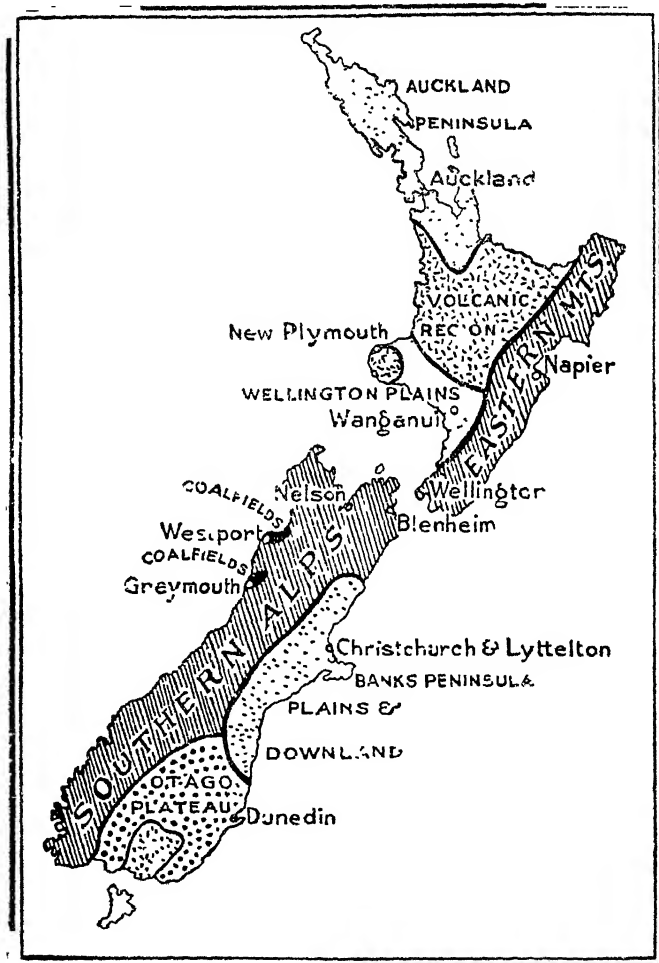 AUCKLAND
PENINSULA
Auckland
VOLCANIC
REGION
EASTERN MTS.
New Plymouth
Napier
WELLINGTON PLAINS
Wanganui
Wellington
COALFIELDS
Nelson
Blenheim
Westport
COALFIELDS
Greymouth
SOUTHERN ALPS
Christchurch & Lyttelton
BANKS PENINSULA
PLAINS &
DOWNLAND
OTAGO
PLATEAU
Dunedin